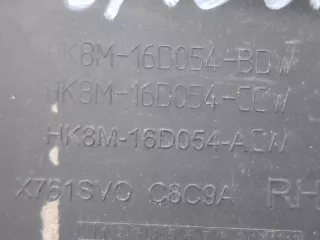 HK8M-16D054-BDW
HK8M-16D054-CCW
HK8M-16D054-ACW
X761SVO C8C9A RH